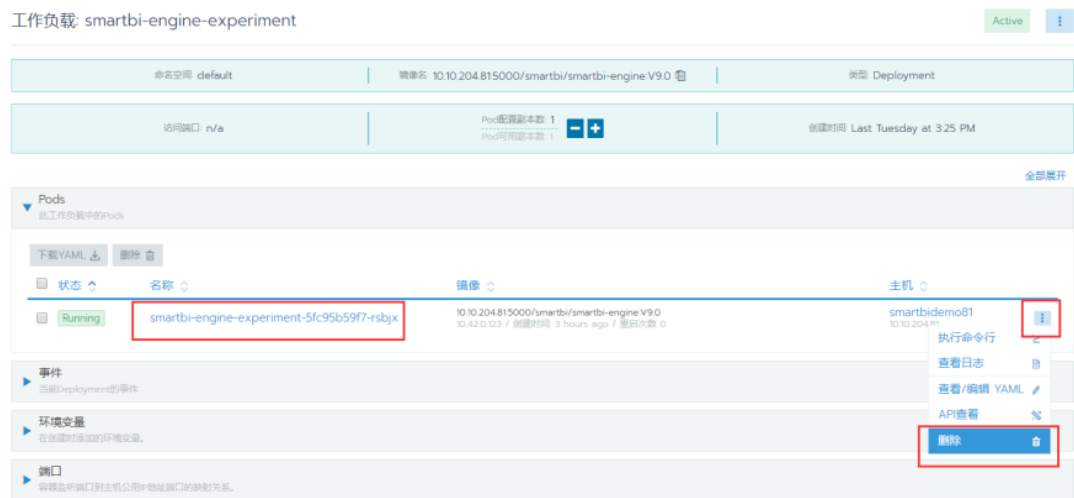 工作负载: smartbi-engine-experiment
Active
命名空间: default
镜像名: 10.10.204.81:5000/smartbi/smartbi-engine:V9.0
类型: Deployment
访问端口: n/a
Pod配置副本数: 1
Pod可用副本数: 1
创建时间: Last Tuesday at 3:25 PM
全部展开
Pods
此工作负载中的Pods
下载YAML
删除
状态
名称
镜像
主机
Running
smartbi-engine-experiment-5fc95b59f7-rsbjx
10.10.204.81:5000/smartbi/smartbi-engine:V9.0
smartbidemo81
10.42.0.123 / 创建时间: 3 hours ago / 重启次数: 0
10.10.204.81
执行命令行
查看日志
查看/编辑 YAML
API查看
删除
事件
当前Deployment的事件
环境变量
在创建时添加的环境变量。
端口
容器监听端口到主机公用IP地址端口的映射关系。